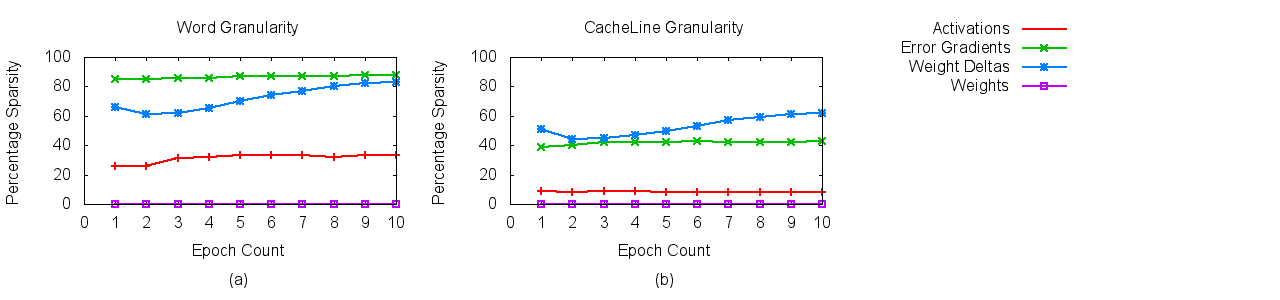 Word Granularity
Percentage Sparsity
100
80
60
40
20
0
0 1 2 3 4 5 6 7 8 9 10
Epoch Count
(a)
CacheLine Granularity
Percentage Sparsity
100
80
60
40
20
0
0 1 2 3 4 5 6 7 8 9 10
Epoch Count
(b)
Activations
Error Gradients
Weight Deltas
Weights